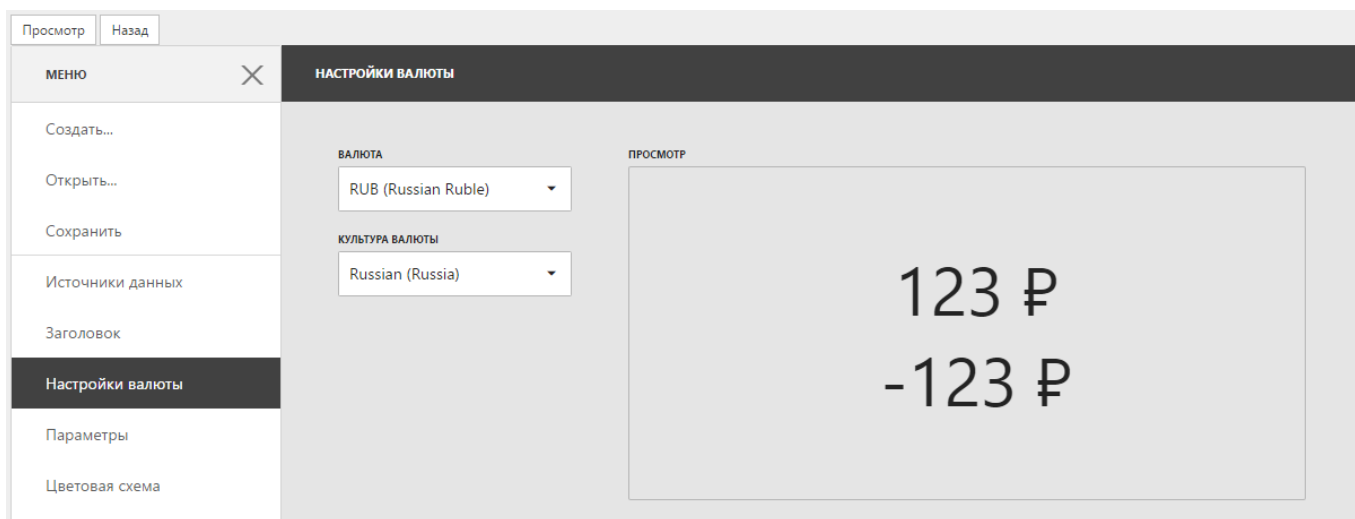 Просмотр Назад
МЕНЮ
НАСТРОЙКИ ВАЛЮТЫ
Создать...
Открыть...
Сохранить
Источники данных
Заголовок
Настройки валюты
Параметры
Цветовая схема
ВАЛЮТА
RUB (Russian Ruble)
КУЛЬТУРА ВАЛЮТЫ
Russian (Russia)
ПРОСМОТР
123 ₽
-123 ₽